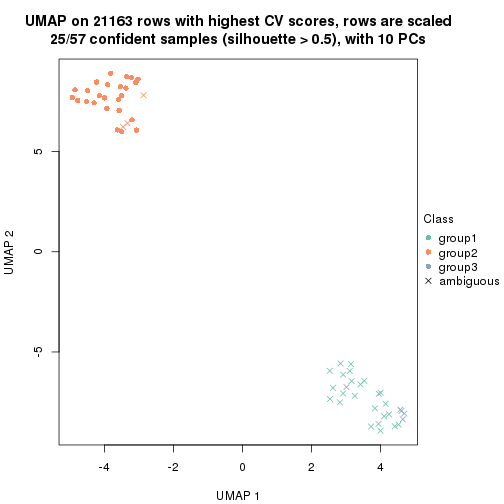 UMAP on 21163 rows with highest CV scores, rows are scaled
25/57 confident samples (silhouette > 0.5), with 10 PCs
UMAP 2
5
0
-5
-4
-2
0
2
4
UMAP 1
Class
group1
group2
group3
ambiguous